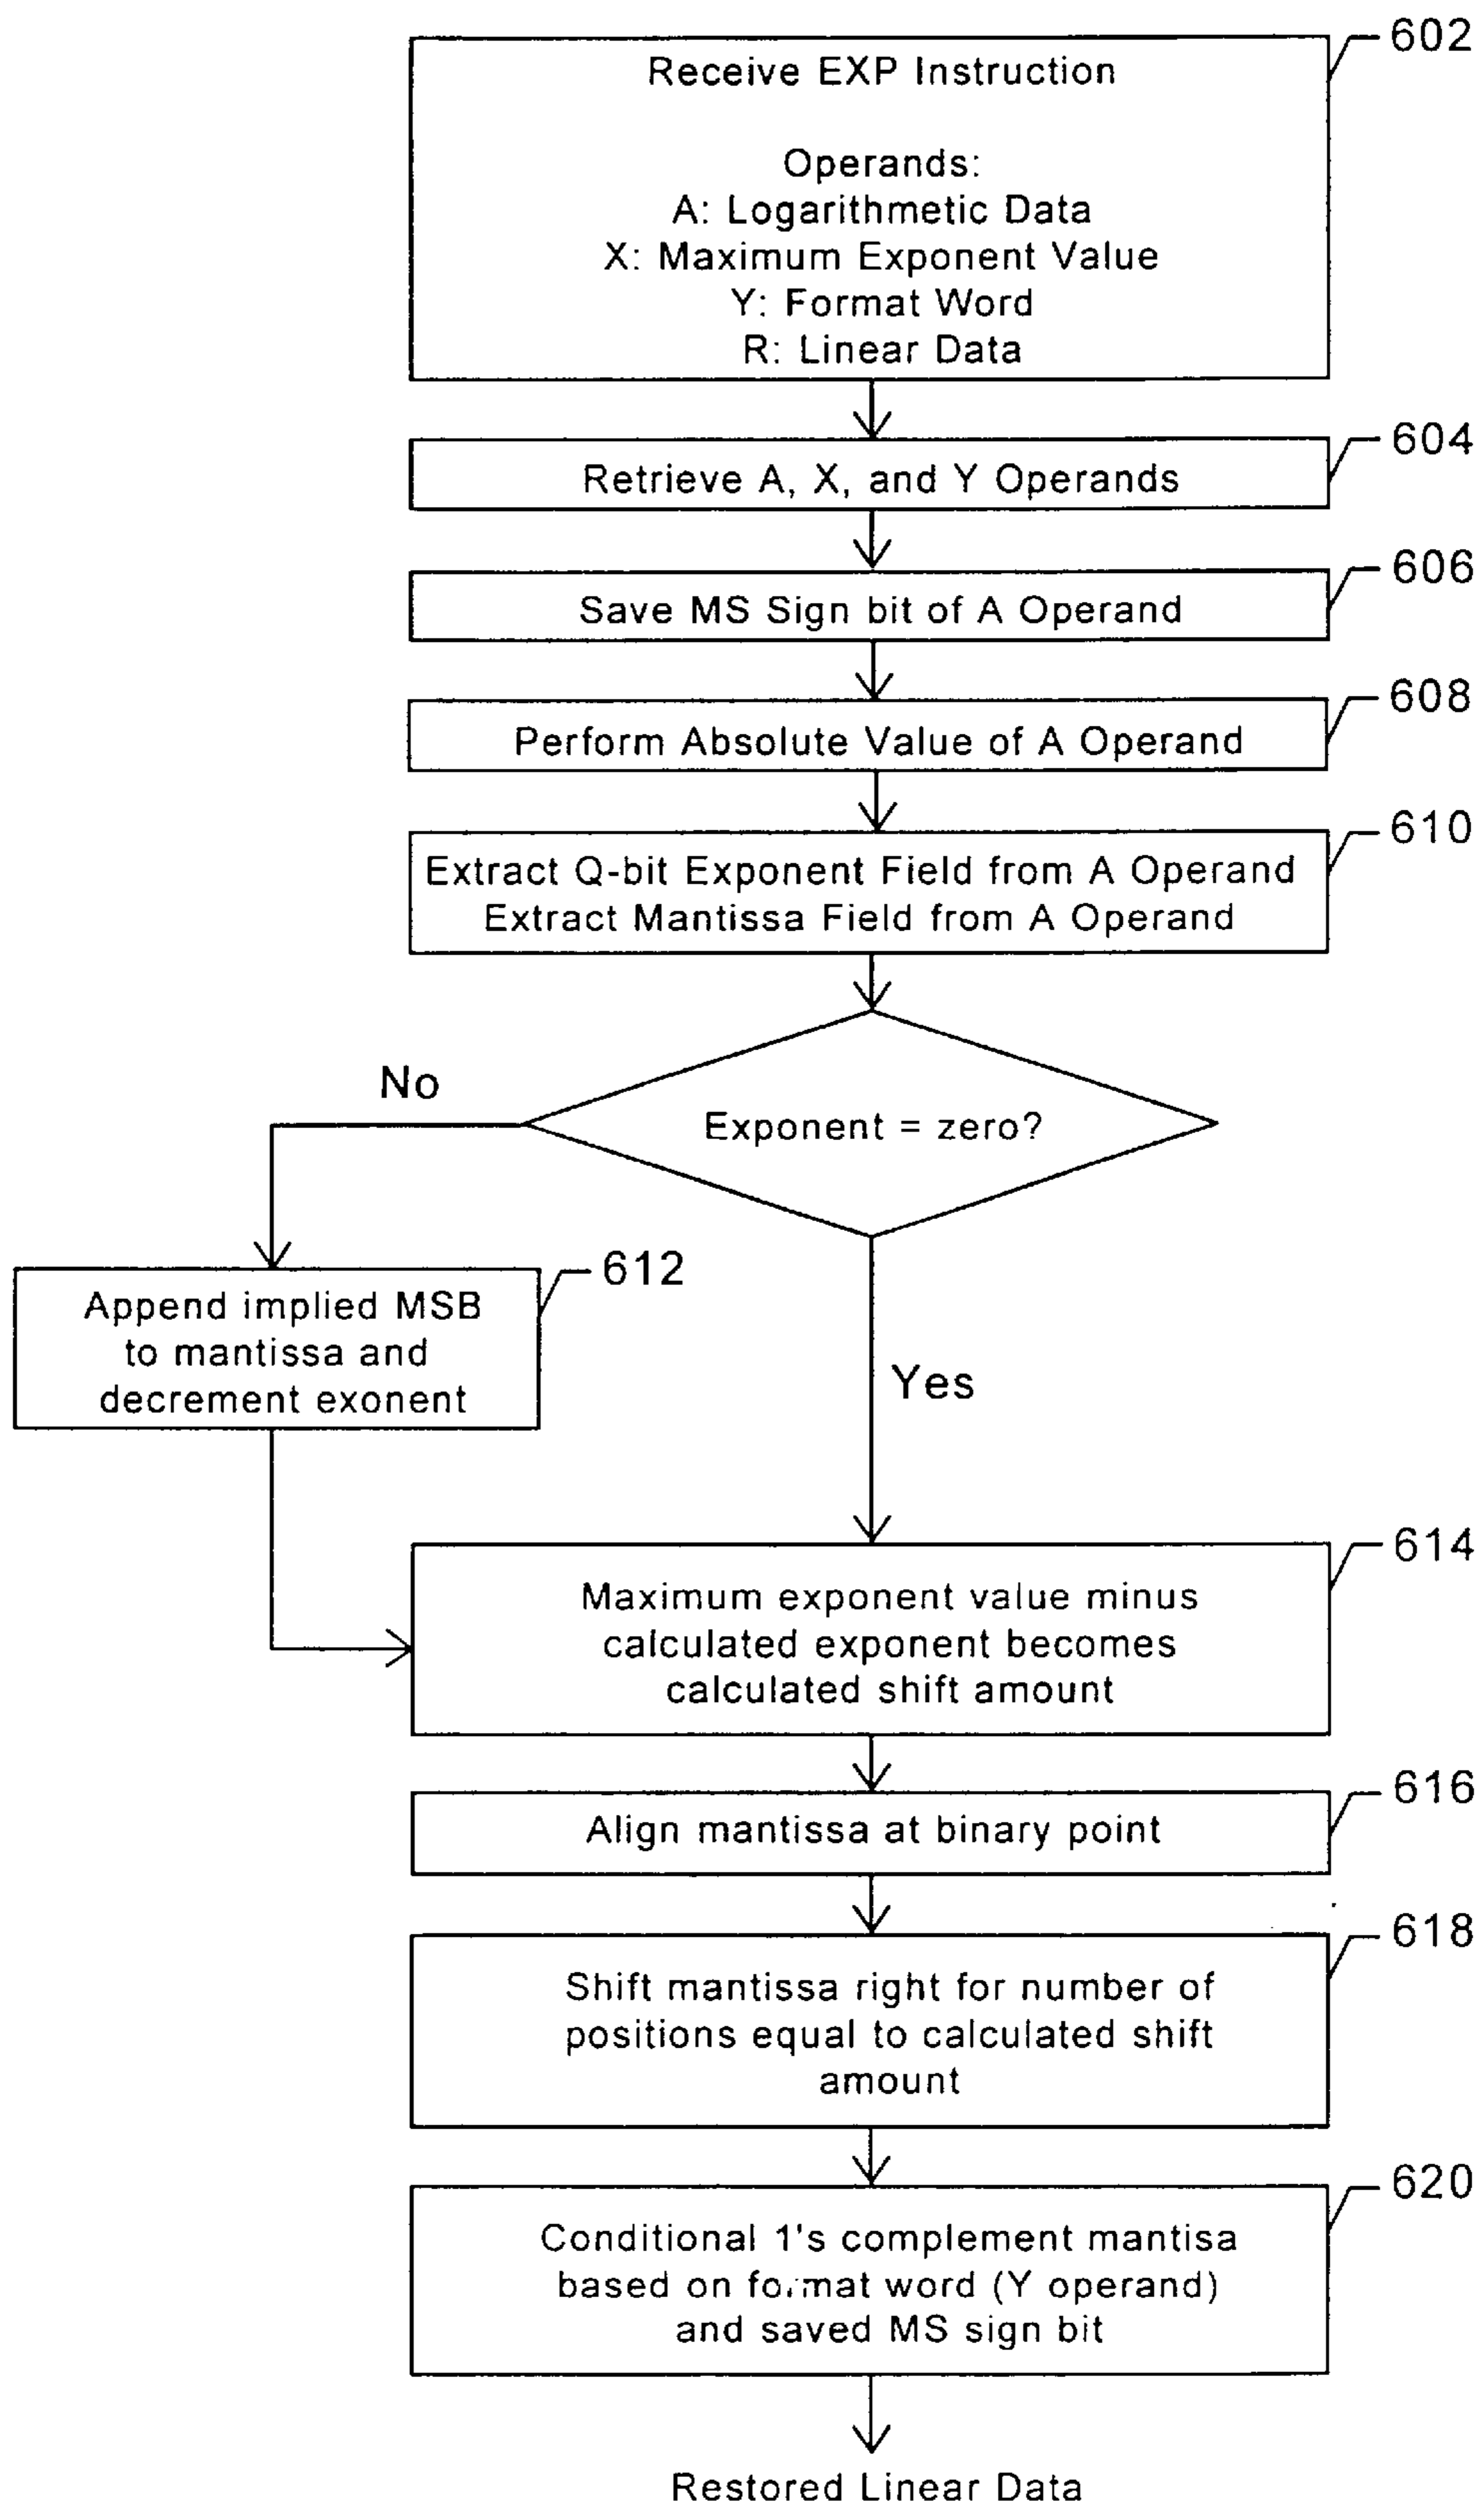 602
Receive EXP Instruction
Operands:
A: Logarithmetic Data
X: Maximum Exponent Value
Y: Format Word
R: Linear Data
604
Retrieve A, X, and Y Operands
606
Save MS Sign bit of A Operand
608
Perform Absolute Value of A Operand
610
Extract Q-bit Exponent Field from A Operand
Extract Mantissa Field from A Operand
No
Exponent = zero?
612
Append implied MSB
to mantissa and
decrement exonent
Yes
614
Maximum exponent value minus
calculated exponent becomes
calculated shift amount
616
Align mantissa at binary point
618
Shift mantissa right for number of
positions equal to calculated shift
amount
620
Conditional 1's complement mantisa
based on format word (Y operand)
and saved MS sign bit
Restored Linear Data